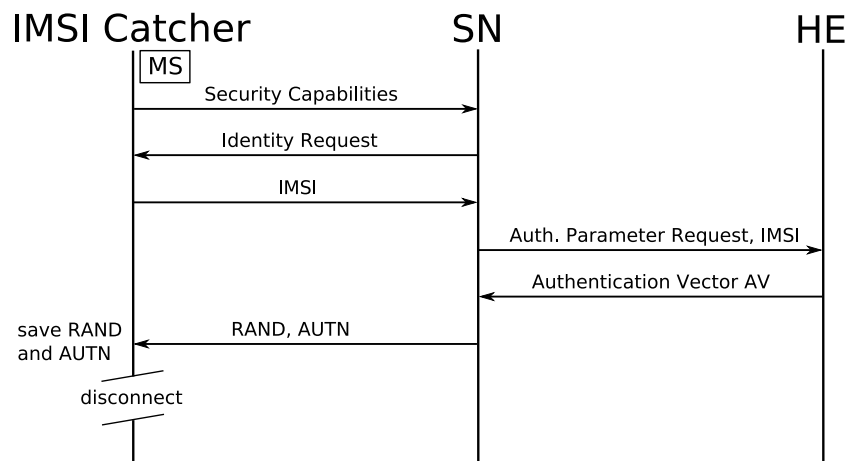 IMSI Catcher
SN
HE
MS
Security Capabilities
Identity Request
IMSI
Auth. Parameter Request, IMSI
Authentication Vector AV
RAND, AUTN
save RAND
and AUTN
disconnect